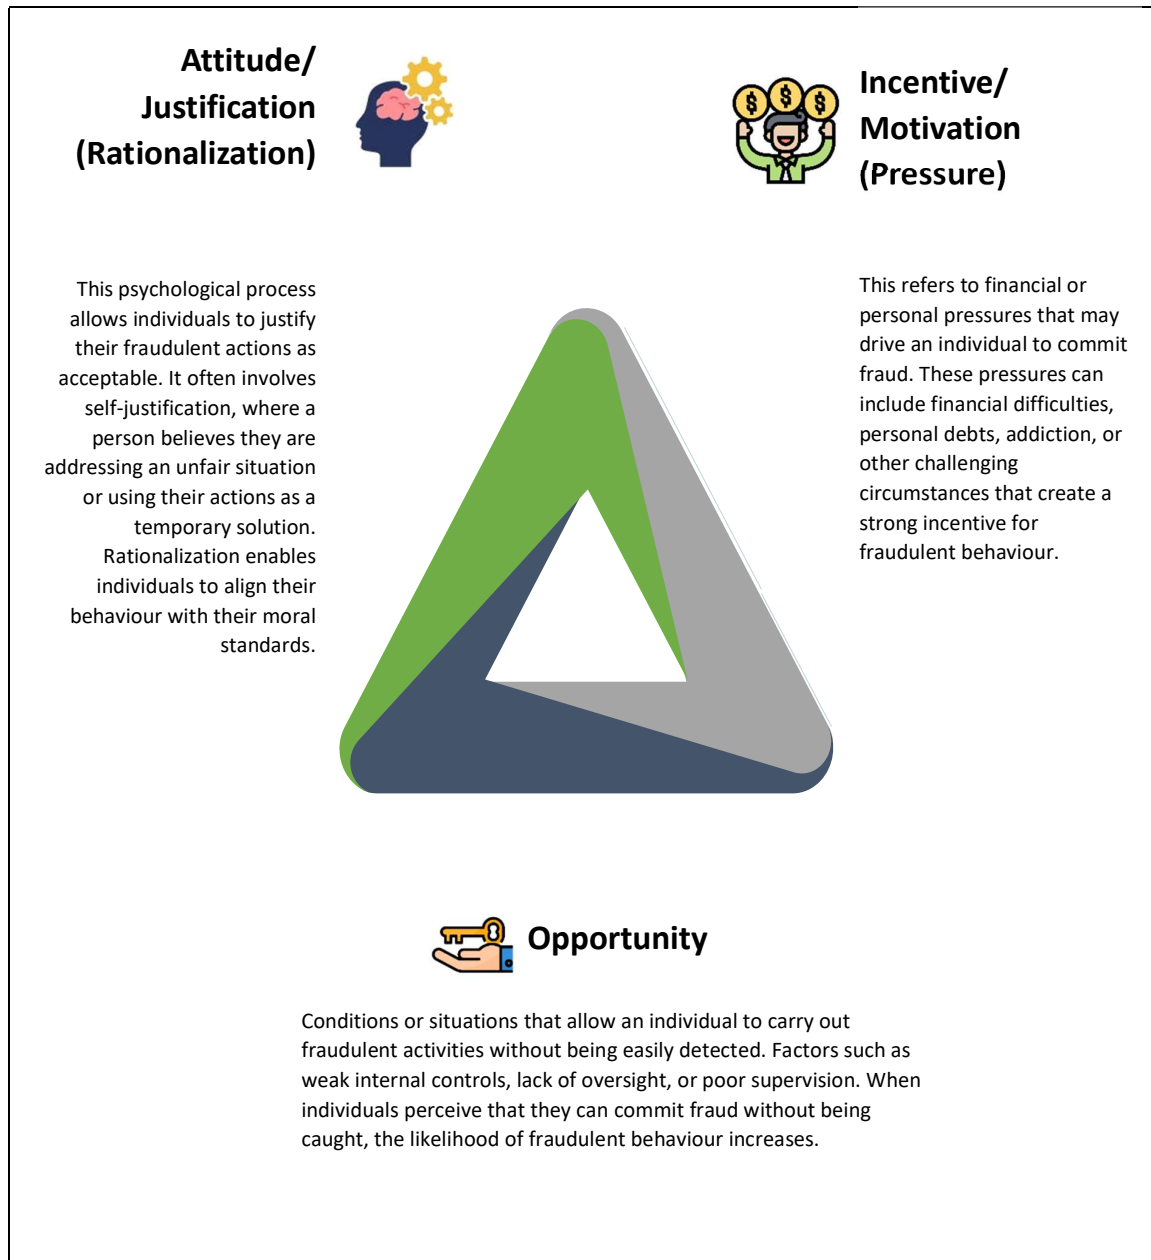 Attitude/
Justification
(Rationalization)
This psychological process
allows individuals to justify
their fraudulent actions as
acceptable. It often involves
self-justification, where a
person believes they are
addressing an unfair situation
or using their actions as a
temporary solution.
Rationalization enables
individuals to align their
behaviour with their moral
standards.
$ $ $
Incentive/
Motivation
(Pressure)
This refers to financial or
personal pressures that may
drive an individual to commit
fraud. These pressures can
include financial difficulties,
personal debts, addiction, or
other challenging
circumstances that create a
strong incentive for
fraudulent behaviour.
Opportunity
Conditions or situations that allow an individual to carry out
fraudulent activities without being easily detected. Factors such as
weak internal controls, lack of oversight, or poor supervision. When
individuals perceive that they can commit fraud without being
caught, the likelihood of fraudulent behaviour increases.